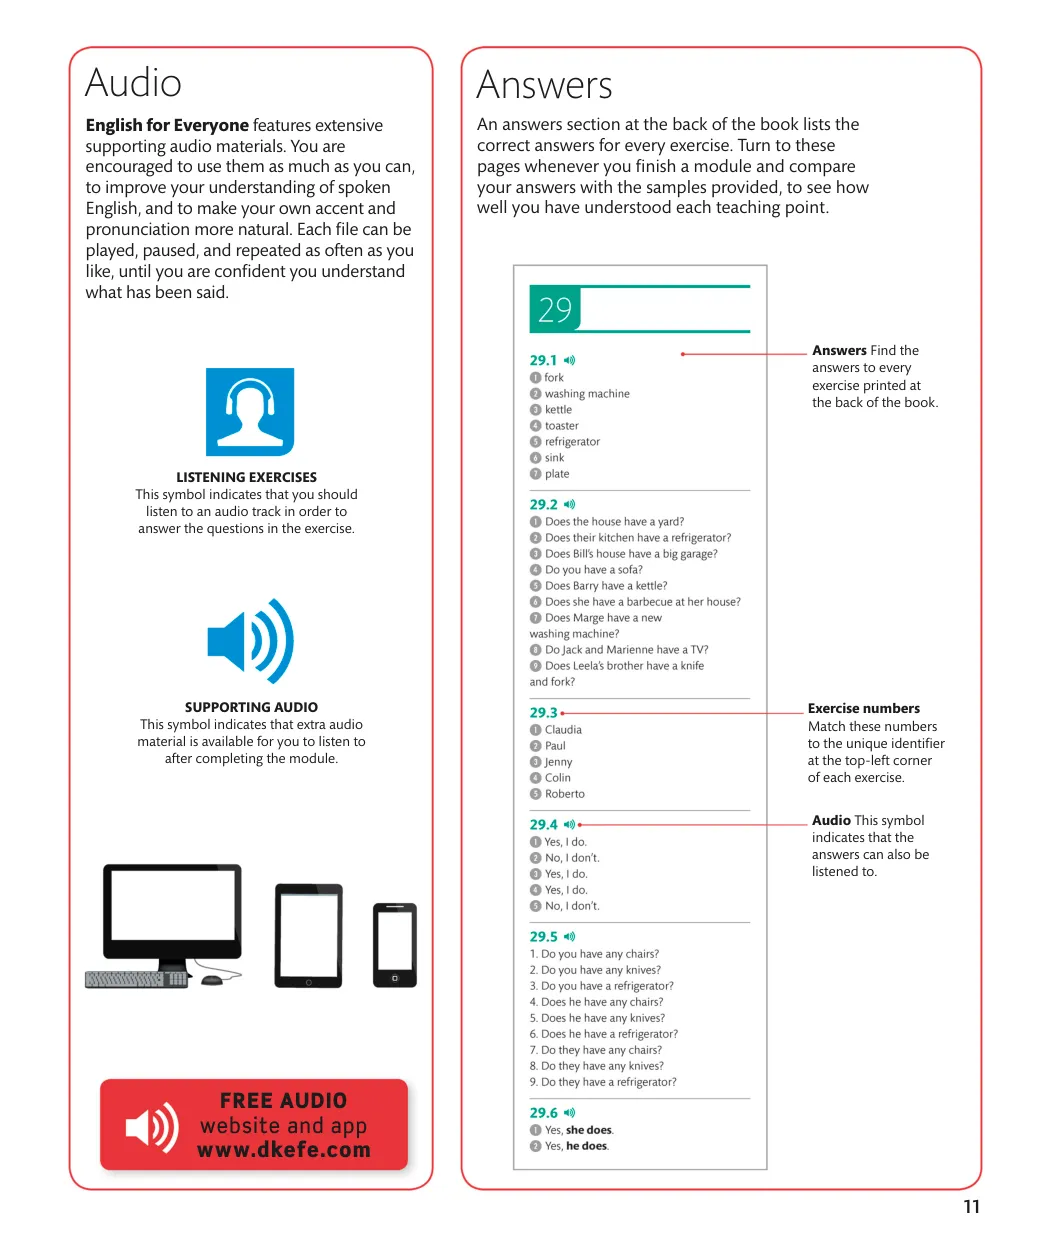 Audio
English for Everyone features extensive
supporting audio materials. You are
encouraged to use them as much as you can,
to improve your understanding of spoken
English, and to make your own accent and
pronunciation more natural. Each file can be
played, paused, and repeated as often as you
like, until you are confident you understand
what has been said.
LISTENING EXERCISES
This symbol indicates that you should
listen to an audio track in order to
answer the questions in the exercise.
SUPPORTING AUDIO
This symbol indicates that extra audio
material is available for you to listen to
after completing the module.
FREE AUDIO
website and app
www.dkefe.com
Answers
An answers section at the back of the book lists the
correct answers for every exercise. Turn to these
pages whenever you finish a module and compare
your answers with the samples provided, to see how
well you have understood each teaching point.
29
29.1
1 fork
2 washing machine
3 kettle
4 toaster
5 refrigerator
6 sink
7 plate
29.2
1 Does the house have a yard?
2 Does their kitchen have a refrigerator?
3 Does Bill's house have a big garage?
4 Do you have a sofa?
5 Does Barry have a kettle?
6 Does she have a barbecue at her house?
7 Does Marge have a new
washing machine?
8 Do Jack and Marienne have a TV?
9 Does Leela's brother have a knife
and fork?
29.3
1 Claudia
2 Paul
3 Jenny
4 Colin
5 Roberto
29.4
1 Yes, I do.
2 No, I don't.
3 Yes, I do.
4 Yes, I do.
5 No, I don't.
29.5
1. Do you have any chairs?
2. Do you have any knives?
3. Do you have a refrigerator?
4. Does he have any chairs?
5. Does he have any knives?
6. Does he have a refrigerator?
7. Do they have any chairs?
8. Do they have any knives?
9. Do they have a refrigerator?
29.6
1 Yes, she does.
2 Yes, he does.
Answers Find the
answers to every
exercise printed at
the back of the book.
Exercise numbers
Match these numbers
to the unique identifier
at the top-left corner
of each exercise.
Audio This symbol
indicates that the
answers can also be
listened to.
11